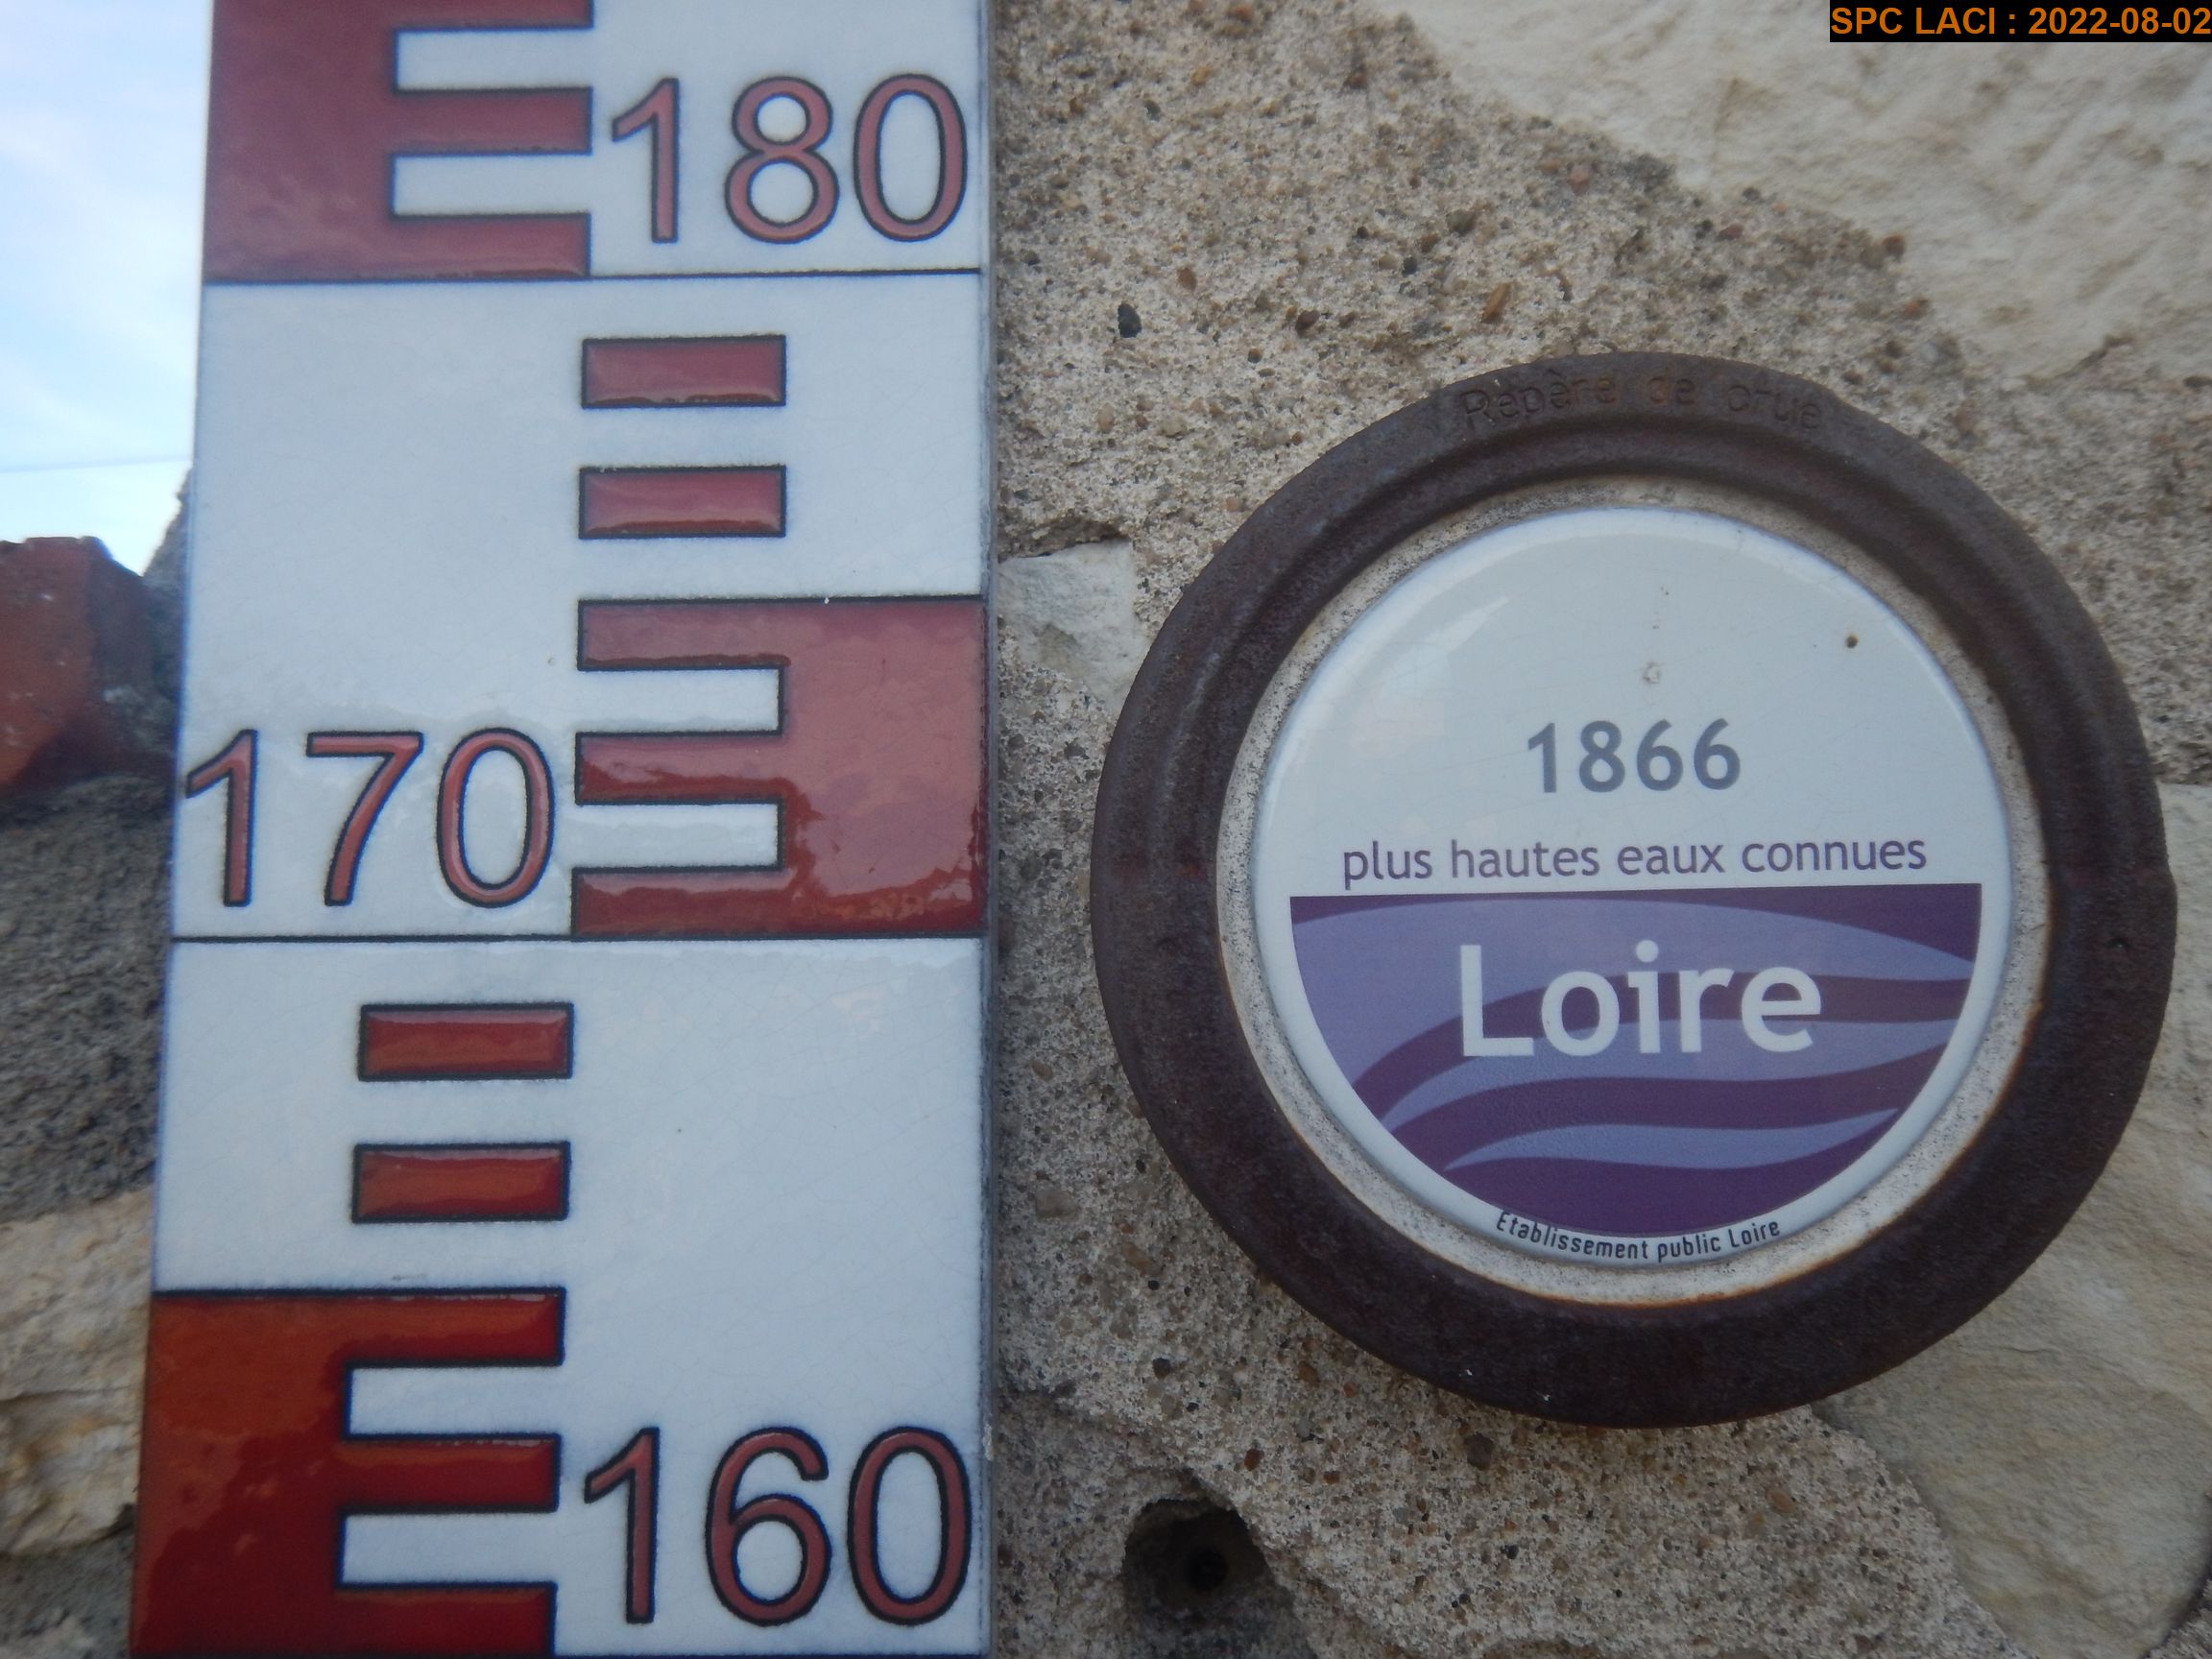 SPC LACI : 2022-08-02
180
170
160
Repère de crue
1866
plus hautes eaux connues
Loire
Etablissement public Loire